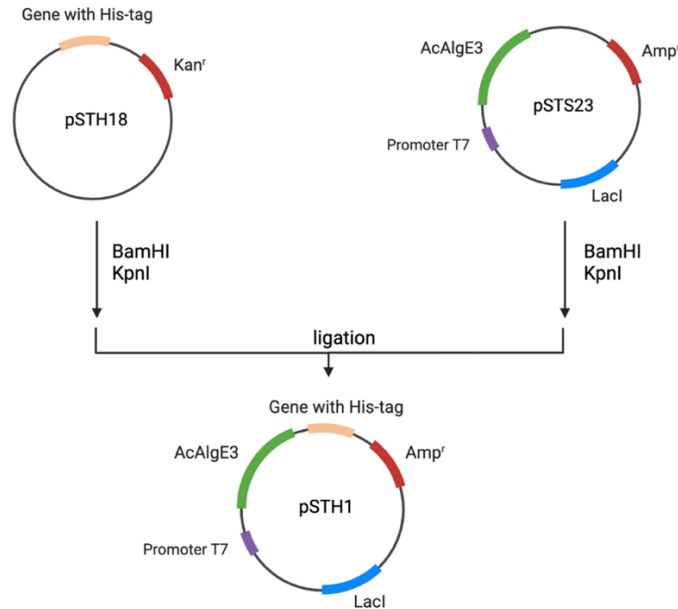 Gene with His-tag
Kanʳ
pSTH18
AcAlgE3
Ampʳ
pSTS23
Promoter T7
LacI
BamHI
KpnI
BamHI
KpnI
ligation
Gene with His-tag
AcAlgE3
Ampʳ
pSTH1
Promoter T7
LacI